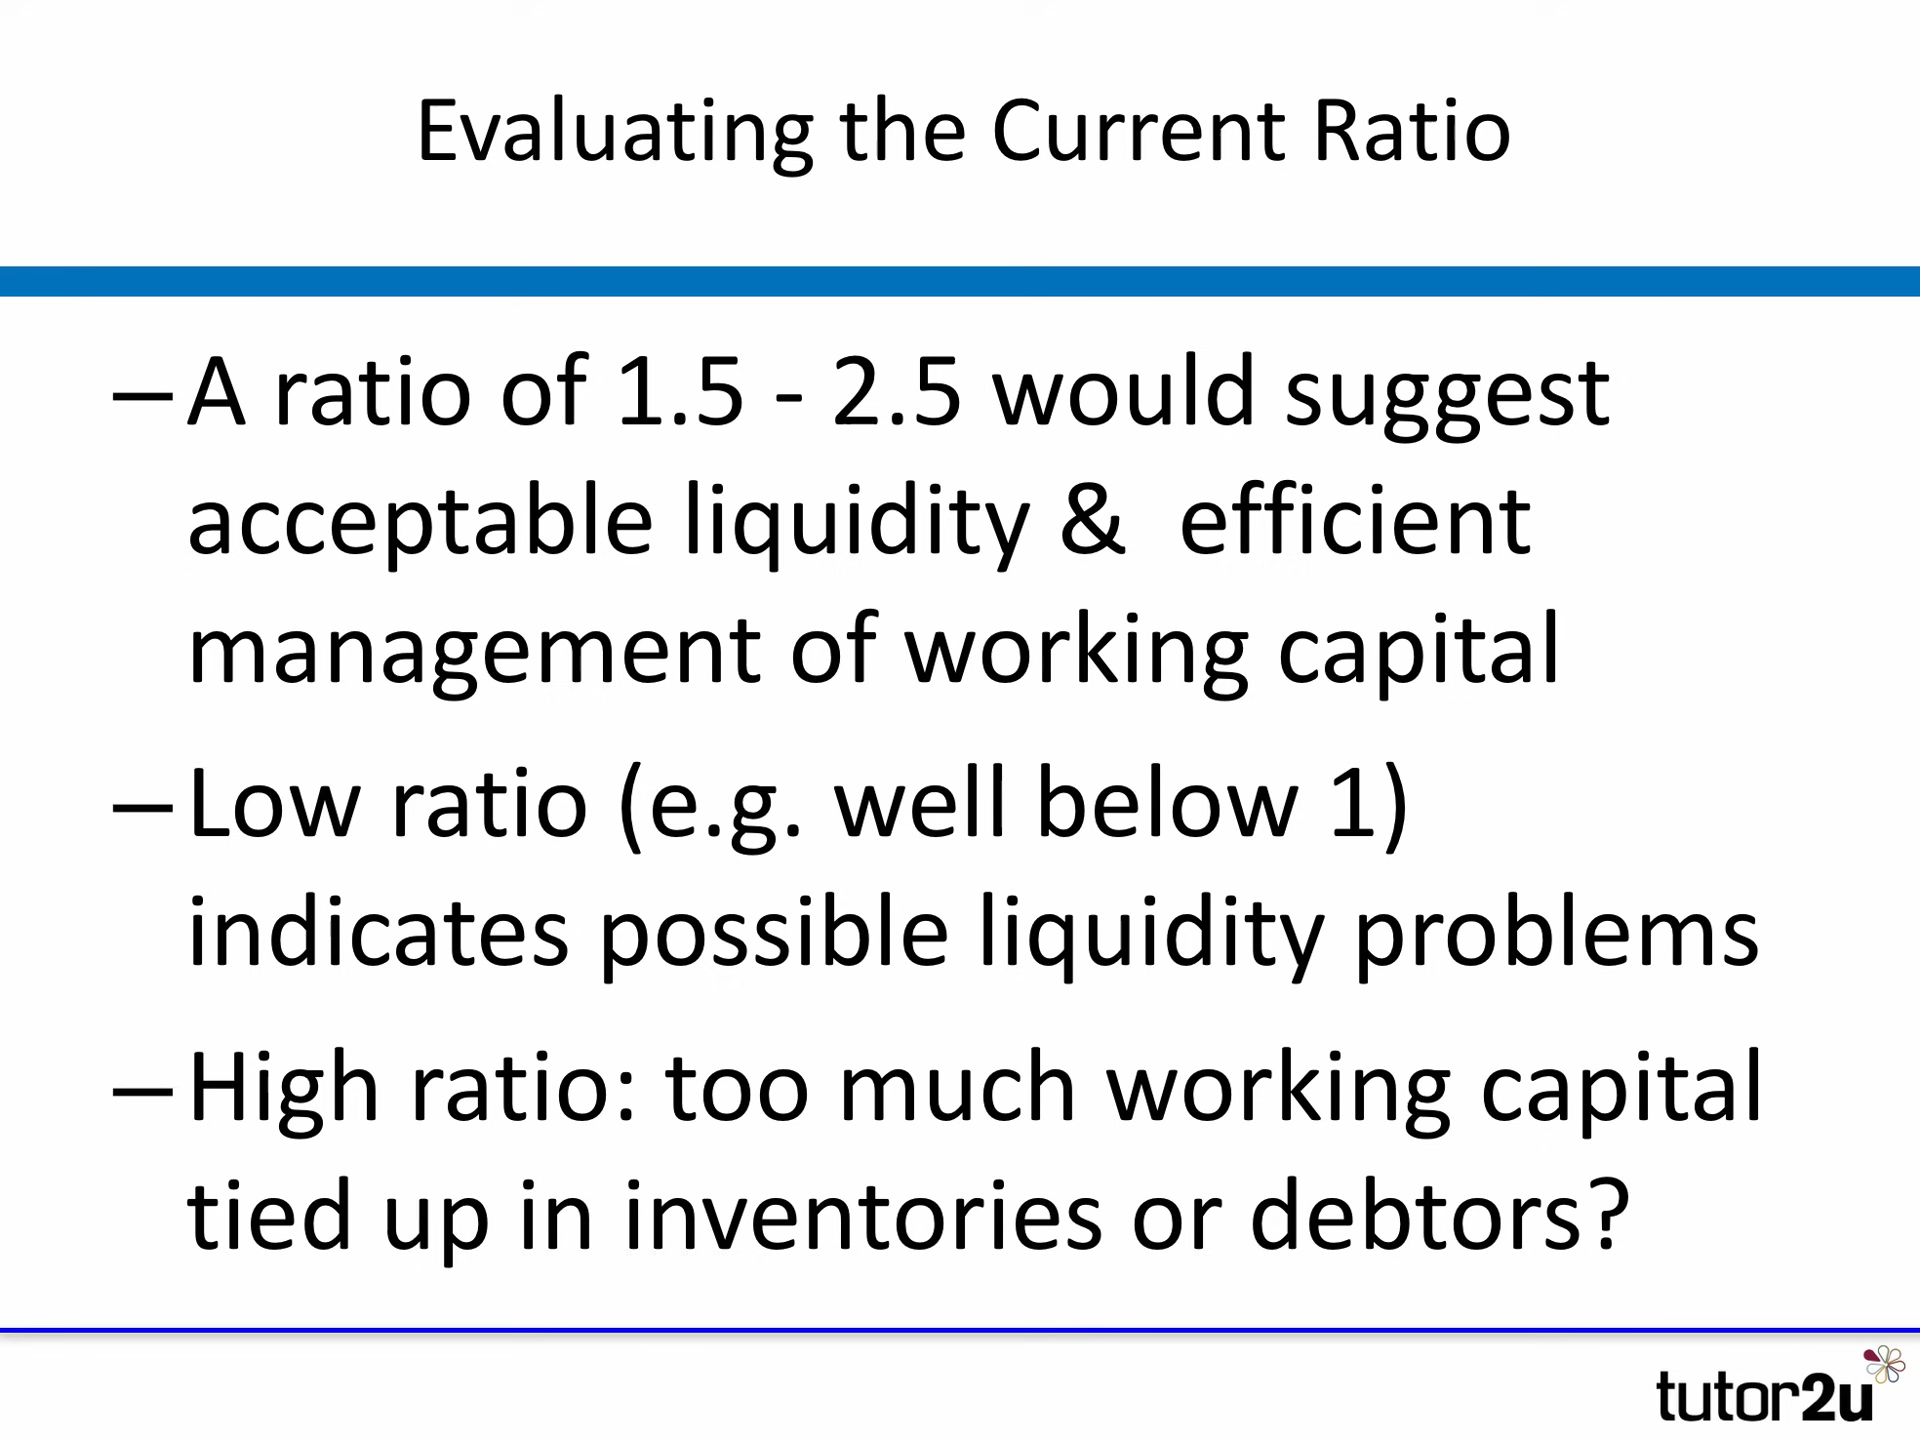 Evaluating the Current Ratio
–A ratio of 1.5 - 2.5 would suggest
acceptable liquidity &  efficient
management of working capital
–Low ratio (e.g. well below 1)
indicates possible liquidity problems
–High ratio: too much working capital
tied up in inventories or debtors?
tutor2u